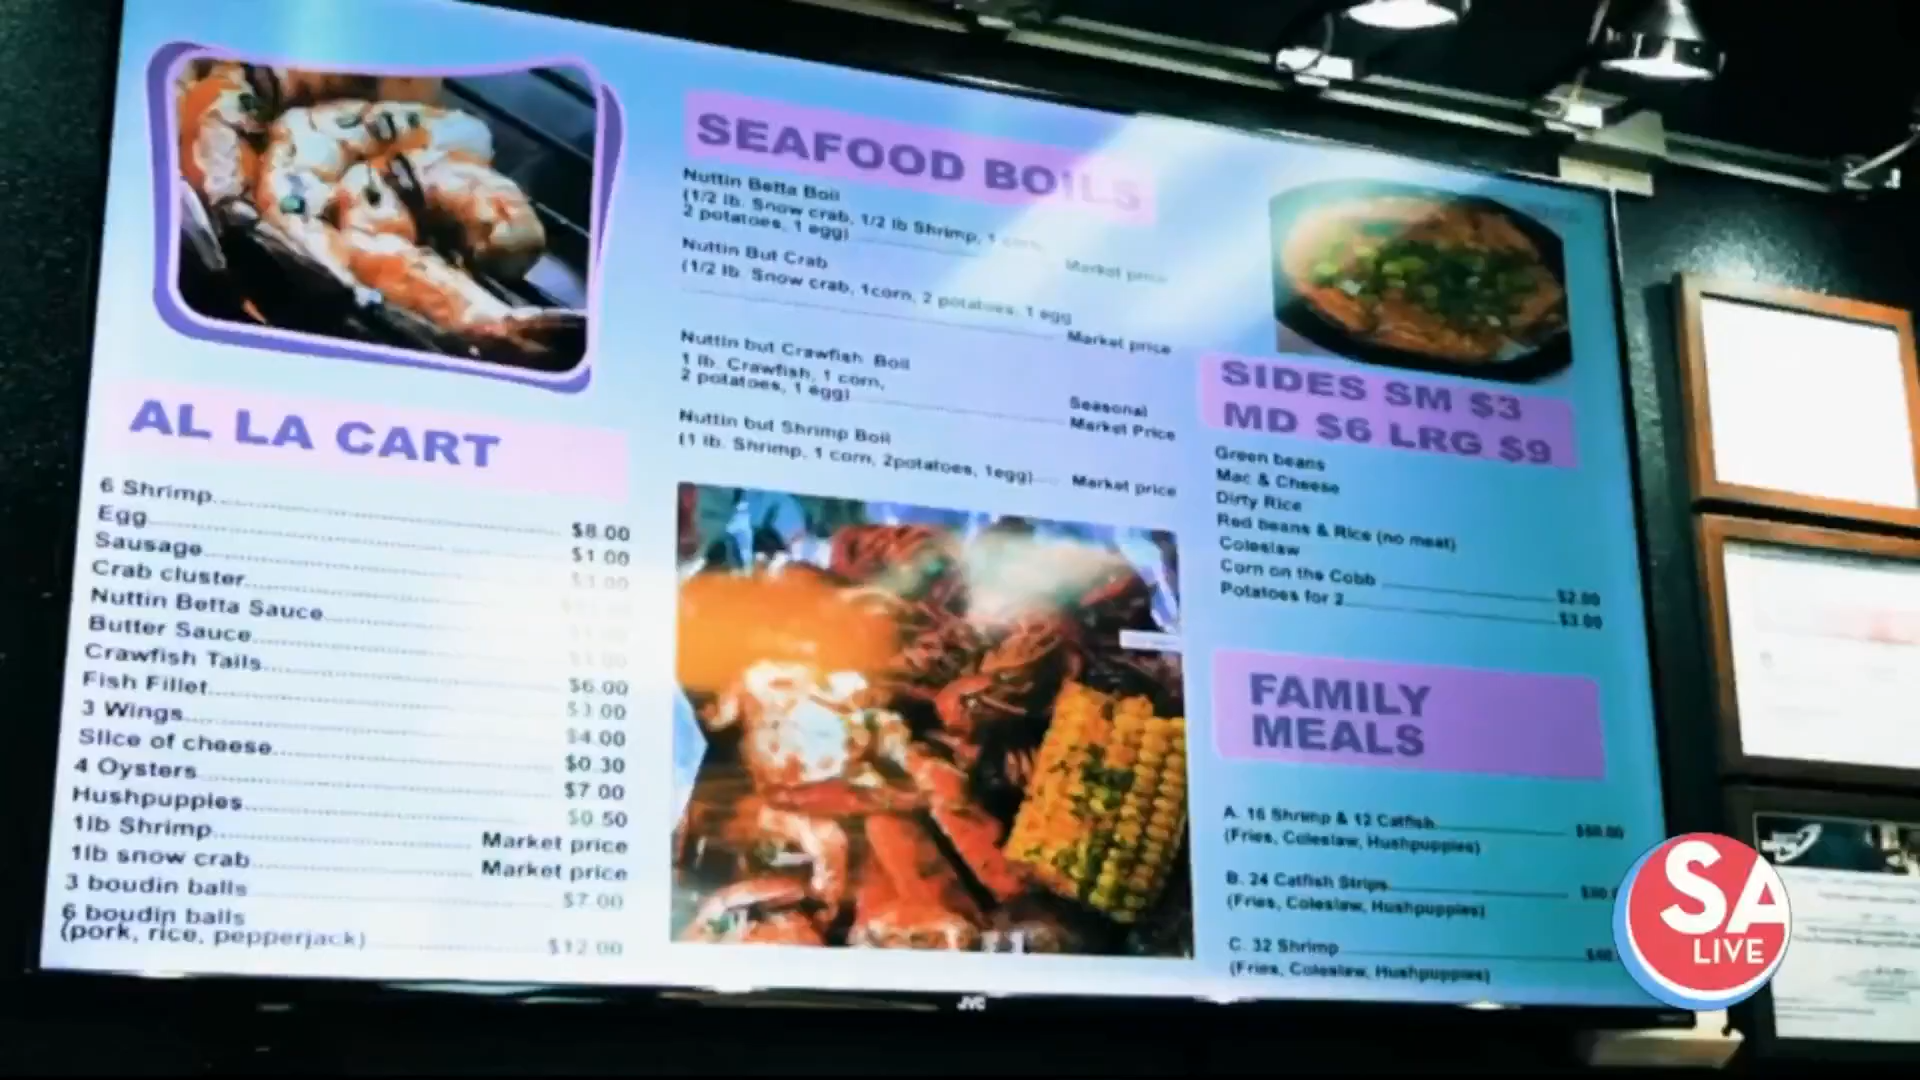 AL LA CART
6 Shrimp $8.00
Egg $1.00
Sausage
Crab cluster
Nuttin Betta Sauce
Butter Sauce
Crawfish Tails $6.00
Fish Fillet $3.00
3 Wings $4.00
Slice of cheese $0.30
4 Oysters $7.00
Hushpuppies $0.50
1lb Shrimp Market price
1lb snow crab Market price
3 boudin balls $7.00
6 boudin balls
(pork, rice, pepperjack) $12.00
SEAFOOD BOILS
Nuttin Betta Boil
(1/2 lb. Snow crab, 1/2 lb Shrimp, 1 corn,
2 potatoes, 1 egg) Market price
Nuttin But Crab
(1/2 lb. Snow crab, 1corn, 2 potatoes, 1 egg
Market price
Nuttin but Crawfish Boil
1 lb. Crawfish, 1 corn,
2 potatoes, 1 egg)
Seasonal
Market Price
Nuttin but Shrimp Boil
(1 lb. Shrimp, 1 corn, 2potatoes, 1egg) Market price
SIDES SM $3
MD $6 LRG $9
Green beans
Mac & Cheese
Dirty Rice
Red beans & Rice (no meat)
Coleslaw
Corn on the Cobb $2.00
Potatoes for 2 $3.00
FAMILY
MEALS
A. 16 Shrimp & 12 Catfish
(Fries, Coleslaw, Hushpuppies)
B. 24 Catfish Strips
(Fries, Coleslaw, Hushpuppies)
C. 32 Shrimp
(Fries, Coleslaw, Hushpuppies)
JVC
SA
LIVE